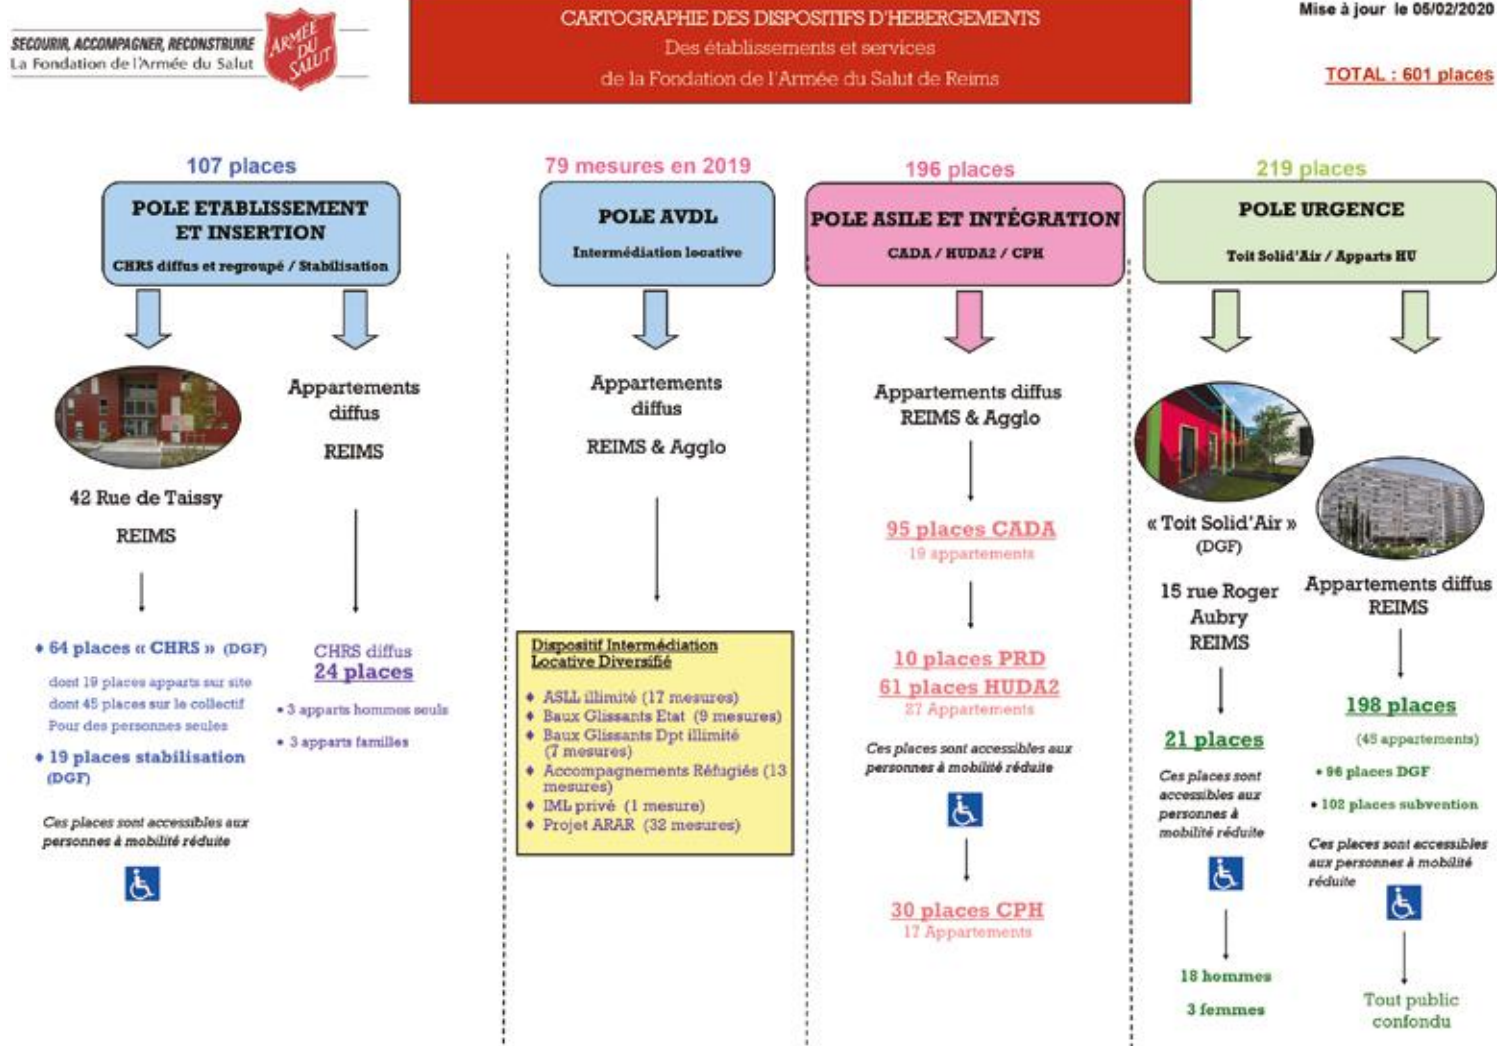 SECOURIR, ACCOMPAGNER, RECONSTRUIRE
La Fondation de l'Armée du Salut
ARMÉE
DU
SALUT
CARTOGRAPHIE DES DISPOSITIFS D'HEBERGEMENTS
Des établissements et services
de la Fondation de l'Armée du Salut de Reims
Mise à jour le 05/02/2020
TOTAL : 601 places
107 places
POLE ETABLISSEMENT
ET INSERTION
CHRS diffus et regroupé / Stabilisation
42 Rue de Taissy
REIMS
♦ 64 places « CHRS » (DGF)
dont 19 places apparts sur site
dont 45 places sur le collectif
Pour des personnes seules
♦ 19 places stabilisation
(DGF)
Ces places sont accessibles aux
personnes à mobilité réduite
Appartements
diffus
REIMS
CHRS diffus
24 places
• 3 apparts hommes seuls
• 3 apparts familles
79 mesures en 2019
POLE AVDL
Intermédiation locative
Appartements
diffus
REIMS & Agglo
Dispositif Intermédiation
Locative Diversifié
♦ ASLL illimité (17 mesures)
♦ Baux Glissants Etat (9 mesures)
♦ Baux Glissants Dpt illimité
(7 mesures)
♦ Accompagnements Réfugiés (13
mesures)
♦ IML privé (1 mesure)
♦ Projet ARAR (32 mesures)
196 places
POLE ASILE ET INTÉGRATION
CADA / HUDA2 / CPH
Appartements diffus
REIMS & Agglo
95 places CADA
19 appartements
10 places PRD
61 places HUDA2
27 Appartements
Ces places sont accessibles aux
personnes à mobilité réduite
30 places CPH
17 Appartements
219 places
POLE URGENCE
Toit Solid'Air / Apparts HU
« Toit Solid'Air »
(DGF)
15 rue Roger
Aubry
REIMS
21 places
Ces places sont
accessibles aux
personnes à
mobilité réduite
18 hommes
3 femmes
Appartements diffus
REIMS
198 places
(45 appartements)
• 96 places DGF
• 102 places subvention
Ces places sont accessibles
aux personnes à mobilité
réduite
Tout public
confondu